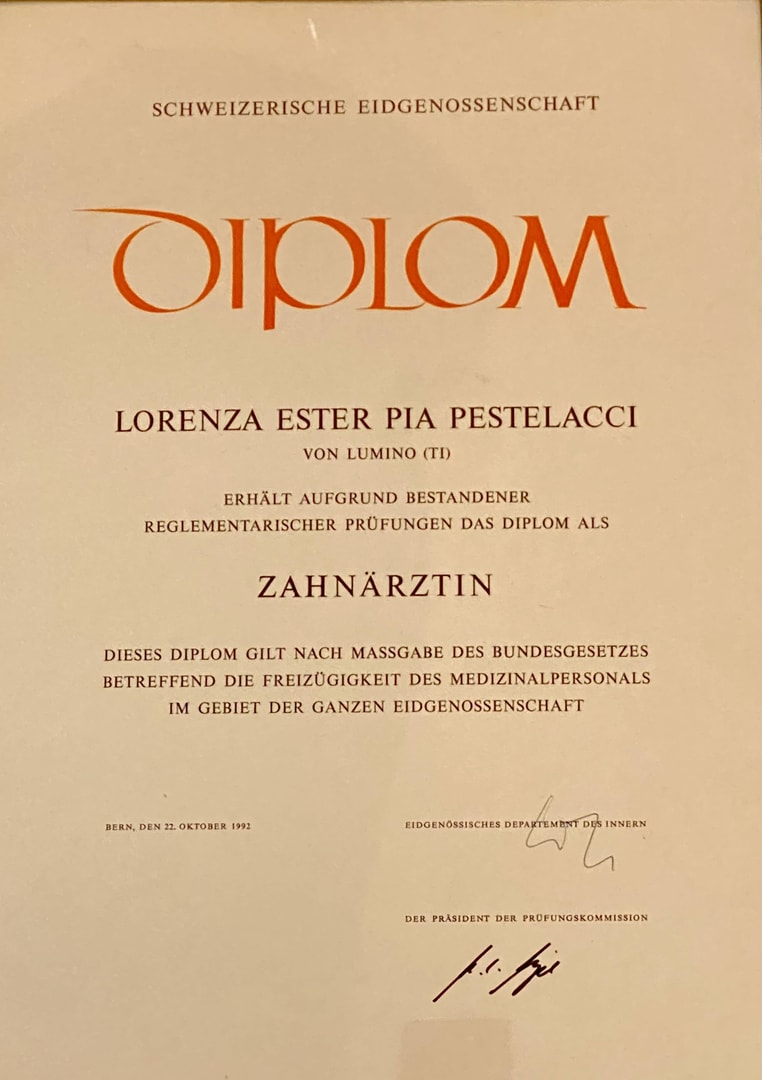 SCHWEIZERISCHE EIDGENOSSENSCHAFT
DIPLOM
LORENZA ESTER PIA PESTELACCI
VON LUMINO (TI)
ERHÄLT AUFGRUND BESTANDENER
REGLEMENTARISCHER PRÜFUNGEN DAS DIPLOM ALS
ZAHNÄRZTIN
DIESES DIPLOM GILT NACH MASSGABE DES BUNDESGESETZES
BETREFFEND DIE FREIZÜGIGKEIT DES MEDIZINALPERSONALS
IM GEBIET DER GANZEN EIDGENOSSENSCHAFT
BERN, DEN 22. OKTOBER 1992
EIDGENÖSSISCHES DEPARTEMENT DES INNERN
DER PRÄSIDENT DER PRÜFUNGSKOMMISSION